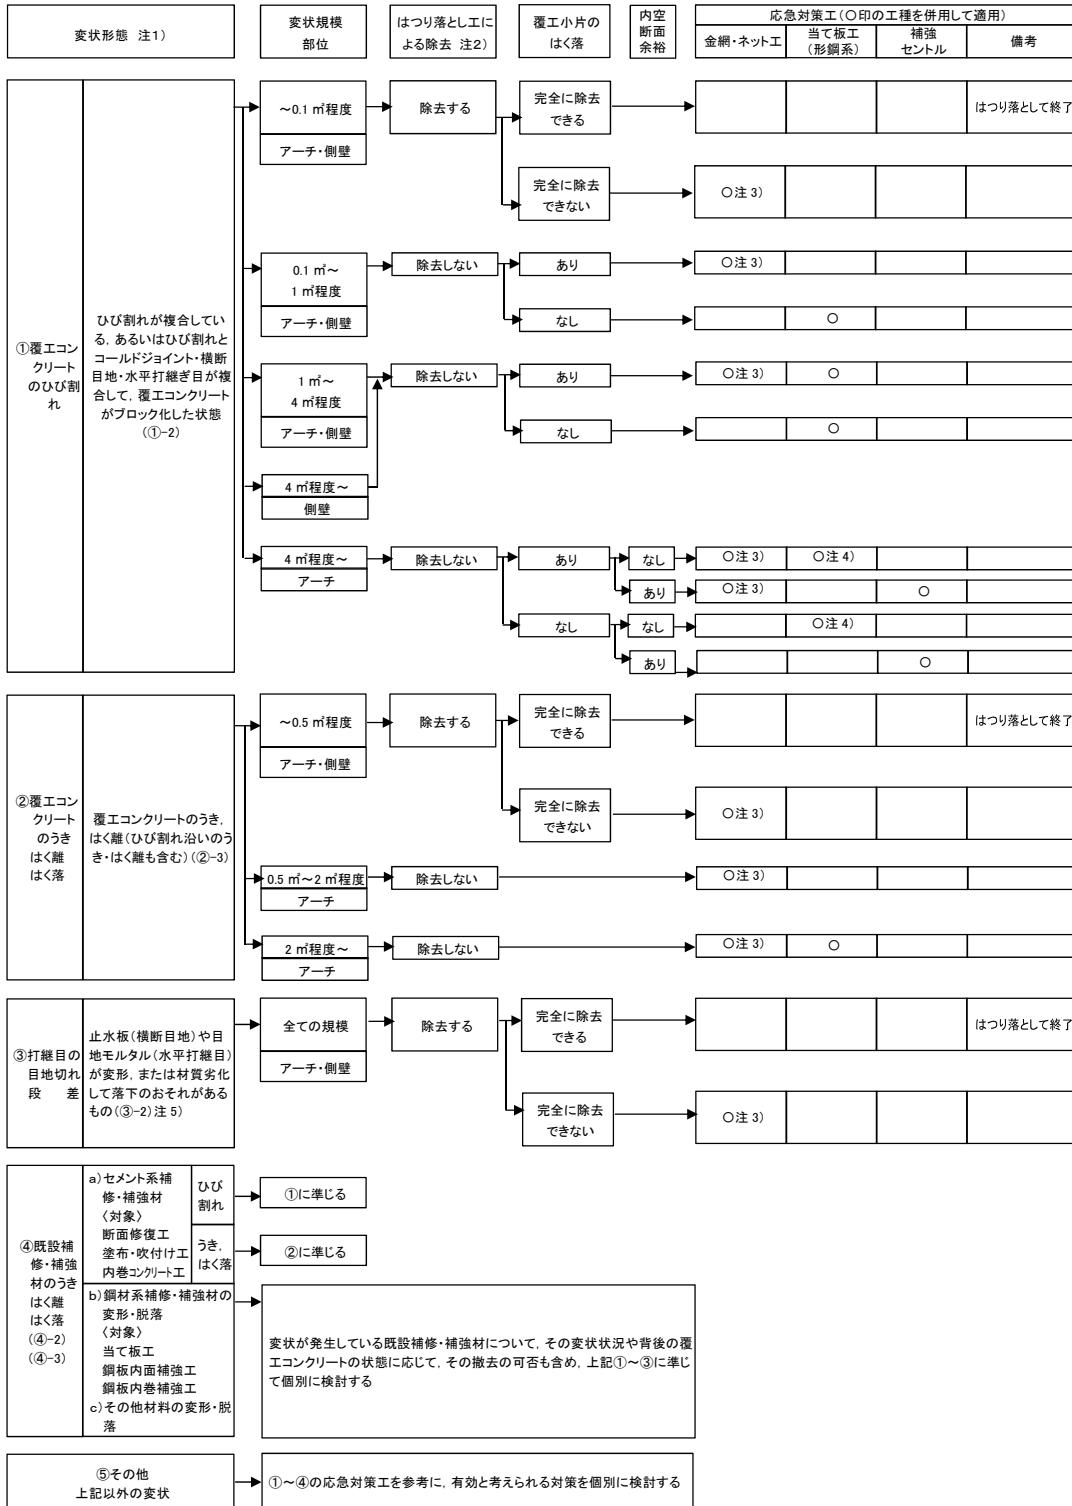 変状形態 注1)
変状規模
部位
はつり落とし工に
よる除去 注2)
覆工小片の
はく落
内空
断面
余裕
応急対策工(○印の工種を併用して適用)
金網・ネット工
当て板工
(形鋼系)
補強
セントル
備考
①覆工コン
クリート
のひび割
れ
ひび割れが複合してい
る, あるいはひび割れと
コールドジョイント・横断
目地・水平打継ぎ目が複
合して, 覆工コンクリート
がブロック化した状態
(①-2)
～0.1 ㎡程度
アーチ・側壁
除去する
完全に除去
できる
はつり落として終了
完全に除去
できない
○注 3)
0.1 ㎡～
1 ㎡程度
アーチ・側壁
除去しない
あり
○注 3)
なし
○
1 ㎡～
4 ㎡程度
アーチ・側壁
除去しない
あり
○注 3)
○
なし
○
4 ㎡程度～
側壁
4 ㎡程度～
アーチ
除去しない
あり
なし
○注 3)
○注 4)
あり
○注 3)
○
なし
なし
○注 4)
あり
○
②覆工コン
クリート
のうき
はく離
はく落
覆工コンクリートのうき,
はく離(ひび割れ沿いのう
き・はく離も含む)(②-3)
～0.5 ㎡程度
アーチ・側壁
除去する
完全に除去
できる
はつり落として終了
完全に除去
できない
○注 3)
0.5 ㎡～2 ㎡程度
アーチ
除去しない
○注 3)
2 ㎡程度～
アーチ
除去しない
○注 3)
○
③打継目の
目地切れ
段 差
止水板(横断目地)や目
地モルタル(水平打継目)
が変形, または材質劣化
して落下のおそれがある
もの(③-2)注 5)
全ての規模
アーチ・側壁
除去する
完全に除去
できる
はつり落として終了
完全に除去
できない
○注 3)
④既設補
修・補強
材のうき
はく離
はく落
(④-2)
(④-3)
a)セメント系補
修・補強材
〈対象〉
断面修復工
塗布・吹付け工
内巻コンクリート工
ひび
割れ
①に準じる
うき,
はく落
②に準じる
b)鋼材系補修・補強材の
変形・脱落
〈対象〉
当て板工
鋼板内面補強工
鋼板内巻補強工
c)その他材料の変形・脱
落
変状が発生している既設補修・補強材について, その変状状況や背後の覆
工コンクリートの状態に応じて, その撤去の可否も含め, 上記①～③に準じ
て個別に検討する
⑤その他
上記以外の変状
①～④の応急対策工を参考に, 有効と考えられる対策を個別に検討する